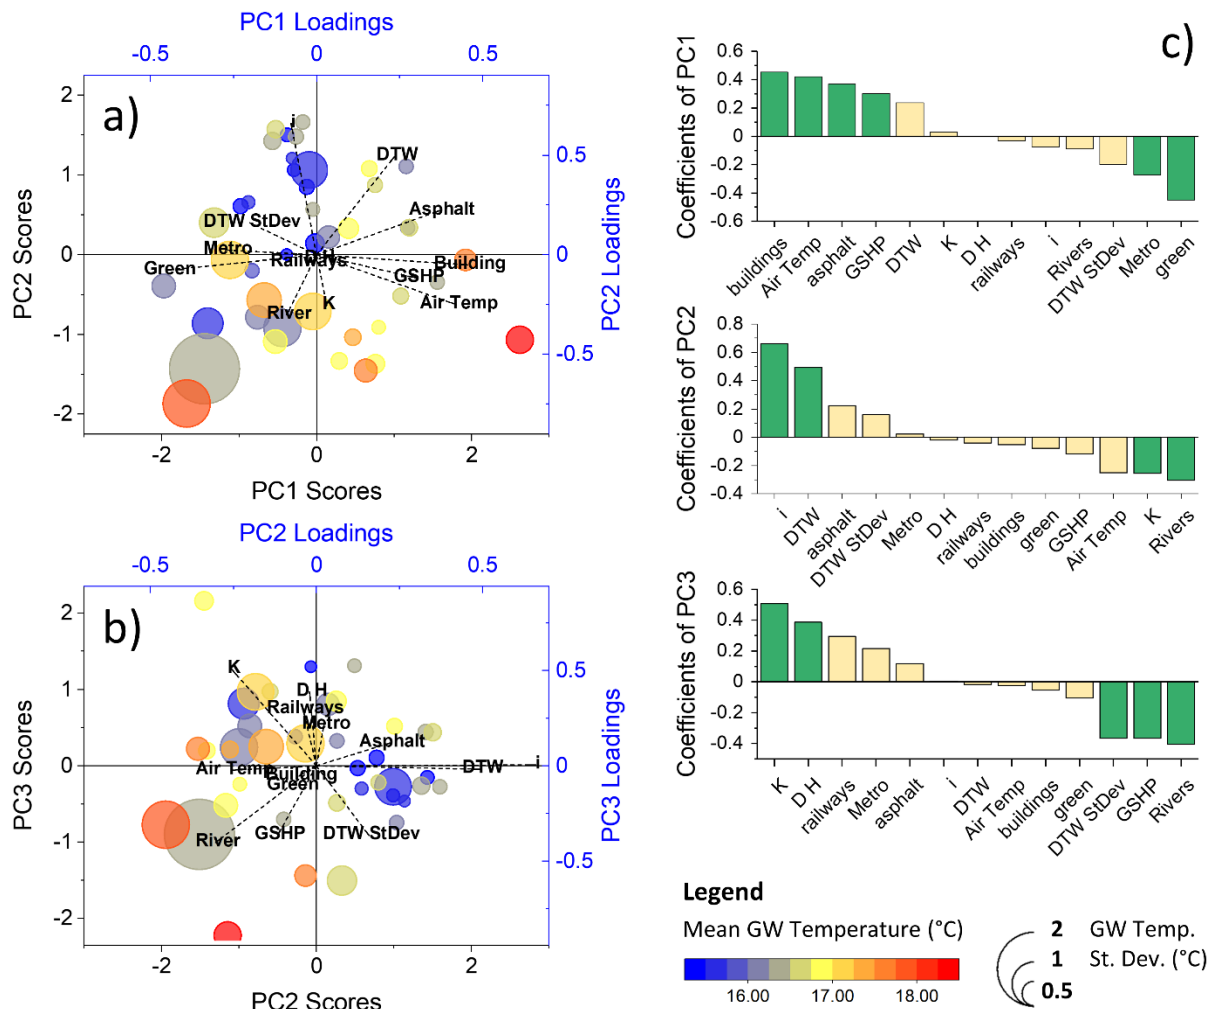 PC1 Loadings
-0.5 0 0.5
a)
PC2 Scores
2
1
0
-1
-2
i
DTW
Asphalt
DTW StDev
Metro
D H
Railways
Green
Building
GSHP
Air Temp
River
K
0.5
0
-0.5
PC2 Loadings
-2 0 2
PC1 Scores
PC2 Loadings
-0.5 0 0.5
b)
PC3 Scores
2
1
0
-1
-2
K
D H
Railways
Metro
Asphalt
i
DTW
Air Temp
Building
Green
River
GSHP
DTW StDev
0.5
0
-0.5
PC3 Loadings
-2 0 2
PC2 Scores
c)
Coefficients of PC1
0.6
0.4
0.2
0
-0.2
-0.4
-0.6
buildings
Air Temp
asphalt
GSHP
DTW
K
D H
railways
i
Rivers
DTW StDev
Metro
green
Coefficients of PC2
0.8
0.6
0.4
0.2
0
-0.2
-0.4
i
DTW
asphalt
DTW StDev
Metro
D H
railways
buildings
green
GSHP
Air Temp
K
Rivers
Coefficients of PC3
0.6
0.4
0.2
0
-0.2
-0.4
K
D H
railways
Metro
asphalt
i
DTW
Air Temp
buildings
green
DTW StDev
GSHP
Rivers
Legend
Mean GW Temperature (°C)
16.00 17.00 18.00
2 GW Temp.
1 St. Dev. (°C)
0.5